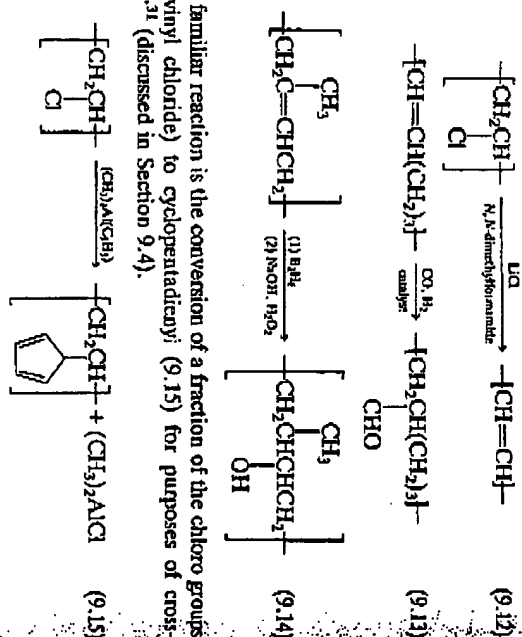 [CH₂CH] LiCl N,N-dimethylformamide → [CH=CH] (9.12)
Cl
[CH=CH(CH₂)₃] CO, H₂ catalyst → [CH₂CH(CH₂)₃] (9.13)
CHO
CH₃ CH₃
[CH₂C=CHCH₂] (1) B₂H₆ (2) NaOH, H₂O₂ → [CH₂CHCHCH₂] (9.14)
OH
familiar reaction is the conversion of a fraction of the chloro groups
vinyl chloride) to cyclopentadienyl (9.15) for purposes of cross-
.³¹ (discussed in Section 9.4).
[CH₂CH] (CH₃)₂Al(C₅H₅) → [CH₂CH] + (CH₃)₂AlCl (9.15)
Cl